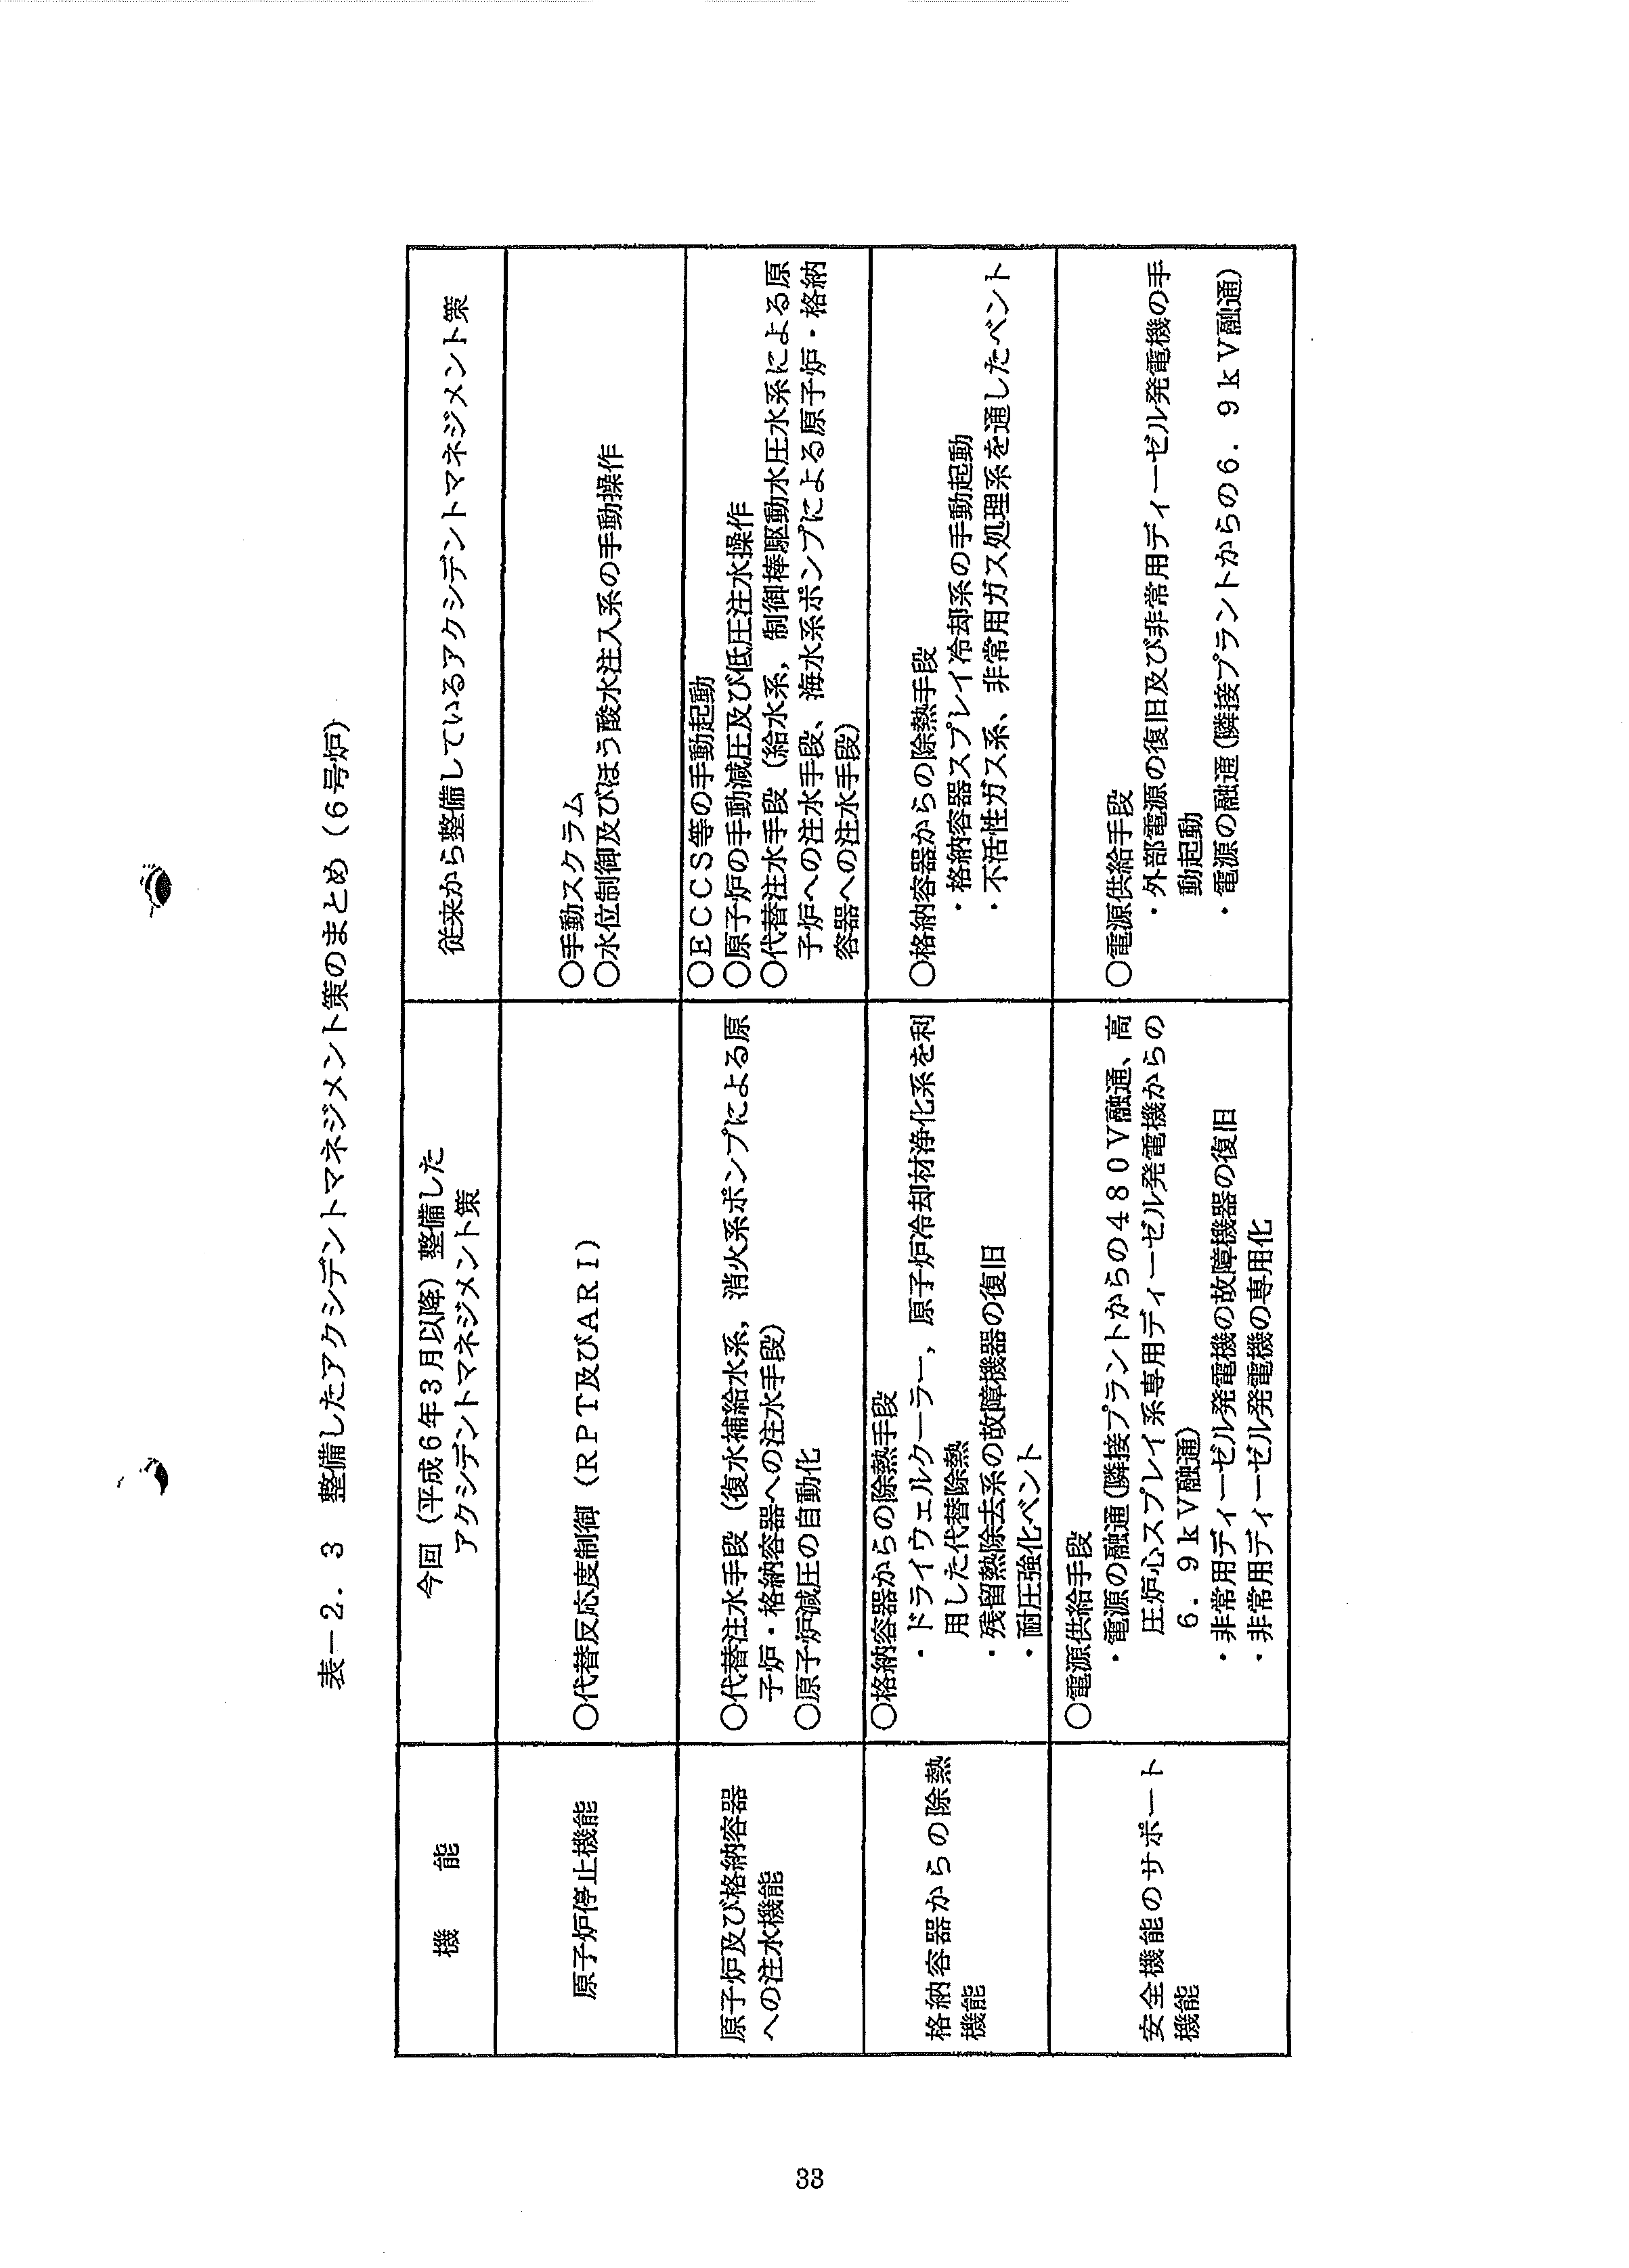 表－２．３　整備したアクシデントマネジメント策のまとめ（６号炉）
機　　能
今回（平成６年３月以降）整備した
アクシデントマネジメント策
従来から整備しているアクシデントマネジメント策
原子炉停止機能
○代替反応度制御（ＲＰＴ及びＡＲＩ）
○手動スクラム
○水位制御及びほう酸水注入系の手動操作
原子炉及び格納容器
への注水機能
○代替注水手段（復水補給水系，消火系ポンプによる原
子炉・格納容器への注水手段）
○原子炉減圧の自動化
○ＥＣＣＳ等の手動起動
○原子炉の手動減圧及び低圧注水操作
○代替注水手段（給水系，制御棒駆動水圧水系による原
子炉への注水手段、海水系ポンプによる原子炉・格納
容器への注水手段）
格納容器からの除熱
機能
○格納容器からの除熱手段
・ドライウェルクーラー，原子炉冷却材浄化系を利
用した代替除熱
・残留熱除去系の故障機器の復旧
・耐圧強化ベント
○格納容器からの除熱手段
・格納容器スプレイ冷却系の手動起動
・不活性ガス系、非常用ガス処理系を通したベント
安全機能のサポート
機能
○電源供給手段
・電源の融通（隣接プラントからの４８０Ｖ融通、高
圧炉心スプレイ系専用ディーゼル発電機からの
６．９ｋＶ融通）
・非常用ディーゼル発電機の故障機器の復旧
・非常用ディーゼル発電機の専用化
○電源供給手段
・外部電源の復旧及び非常用ディーゼル発電機の手
動起動
・電源の融通（隣接プラントからの６．９ｋＶ融通）
88